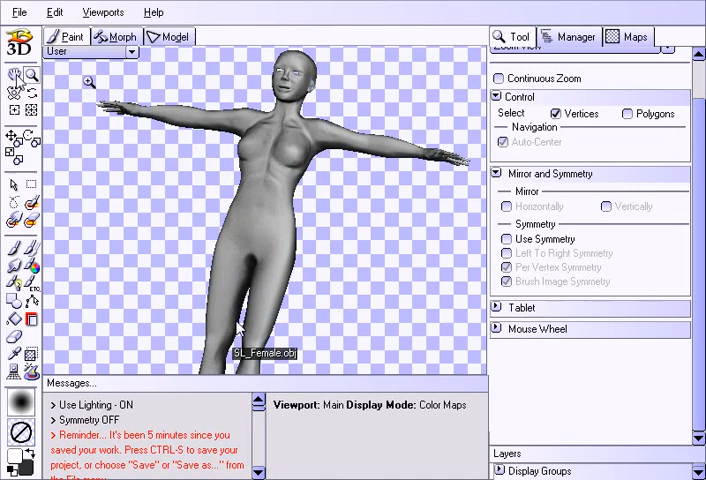 File Edit Viewports Help
3D
Paint Morph Model
User
SL_Female.obj
Tool Manager Maps
Zoom View
Continuous Zoom
Control
Select Vertices Polygons
Navigation
Auto-Center
Mirror and Symmetry
Mirror
Horizontally Vertically
Symmetry
Use Symmetry
Left To Right Symmetry
Per Vertex Symmetry
Brush Image Symmetry
Tablet
Mouse Wheel
ETC
Messages...
> Use Lighting - ON
> Symmetry OFF
> Reminder... It's been 5 minutes since you
saved your work. Press CTRL-S to save your
project, or choose "Save" or "Save as..." from
the File menu
Viewport: Main Display Mode: Color Maps
Layers
Display Groups